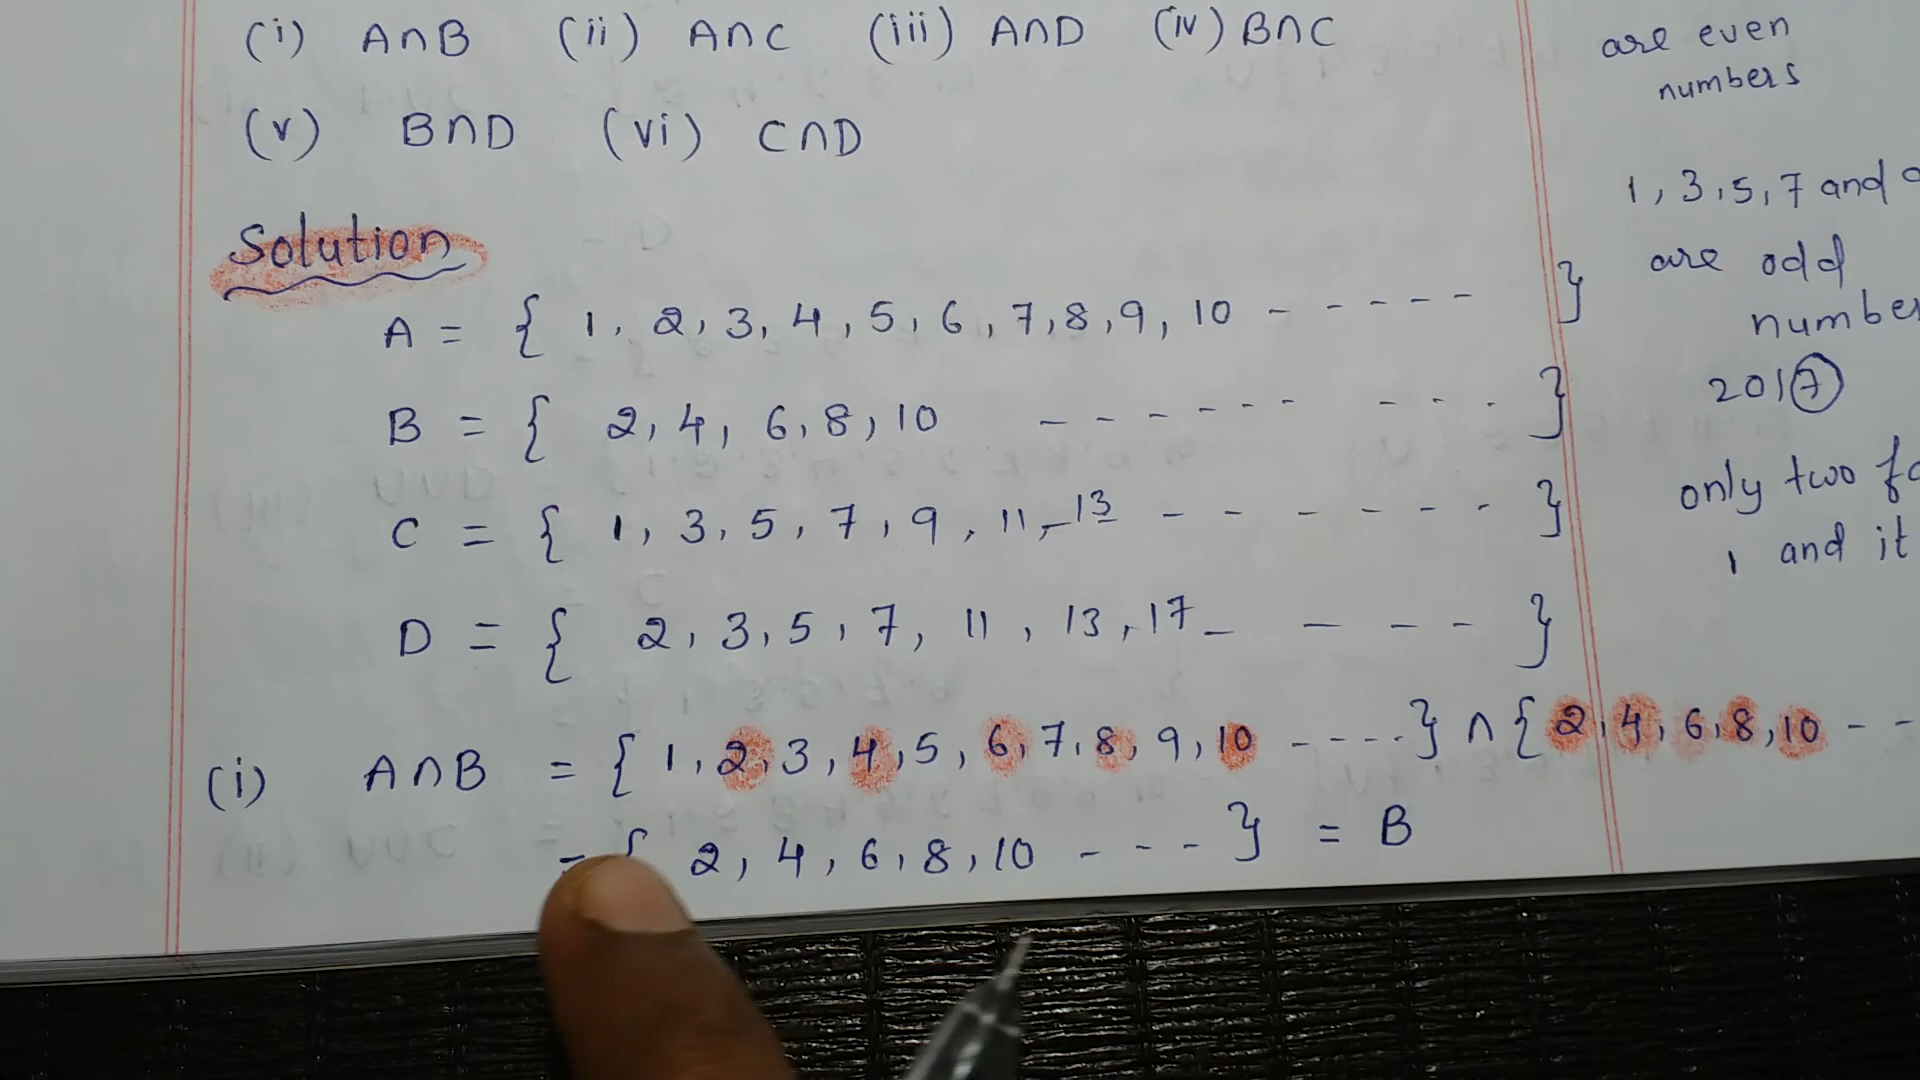 (i) A∩B (ii) A∩C (iii) A∩D (iv) B∩C
(v) B∩D (vi) C∩D
Solution
A = { 1, 2, 3, 4, 5, 6, 7, 8, 9, 10 - - - - - }
B = { 2, 4, 6, 8, 10 - - - - - - - - - }
C = { 1, 3, 5, 7, 9, 11, 13 - - - - - - - }
D = { 2, 3, 5, 7, 11, 13, 17 - - - - - }
(i) A∩B = { 1, 2, 3, 4, 5, 6, 7, 8, 9, 10 - - - - - } ∩ { 2, 4, 6, 8, 10 - -
= { 2, 4, 6, 8, 10 - - - - } = B
are even
numbers
1, 3, 5, 7 and
are odd
number
2017
only two
1 and it